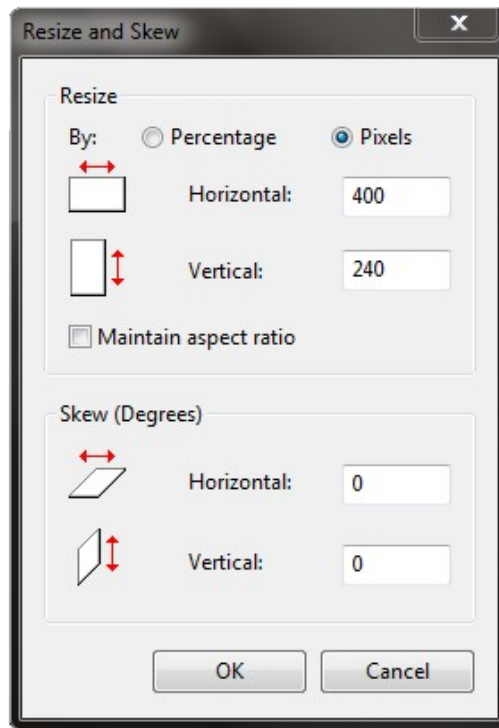 Resize and Skew
Resize
By: Percentage Pixels
Horizontal: 400
Vertical: 240
Maintain aspect ratio
Skew (Degrees)
Horizontal: 0
Vertical: 0
OK Cancel